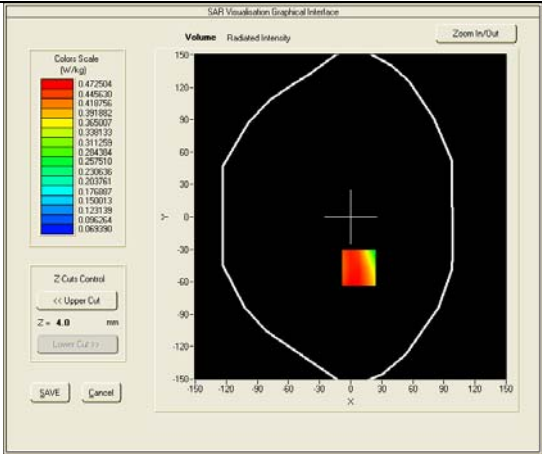 SAR Visualisation Graphical Interface
Volume Radiated Intensity
Zoom In/Out
Colors Scale
(W/kg)
0.472504
0.445630
0.418756
0.391882
0.365007
0.338133
0.311259
0.284384
0.257510
0.230636
0.203761
0.176887
0.150013
0.123139
0.096264
0.069390
Z-Cuts Control
<< Upper Cut
Z = 4.0 mm
Lower Cut >>
SAVE Cancel
150
120
90
60
30
0
-30
-60
-90
-120
-150
Y
-150 -120 -90 -60 -30 0 30 60 90 120 150
X